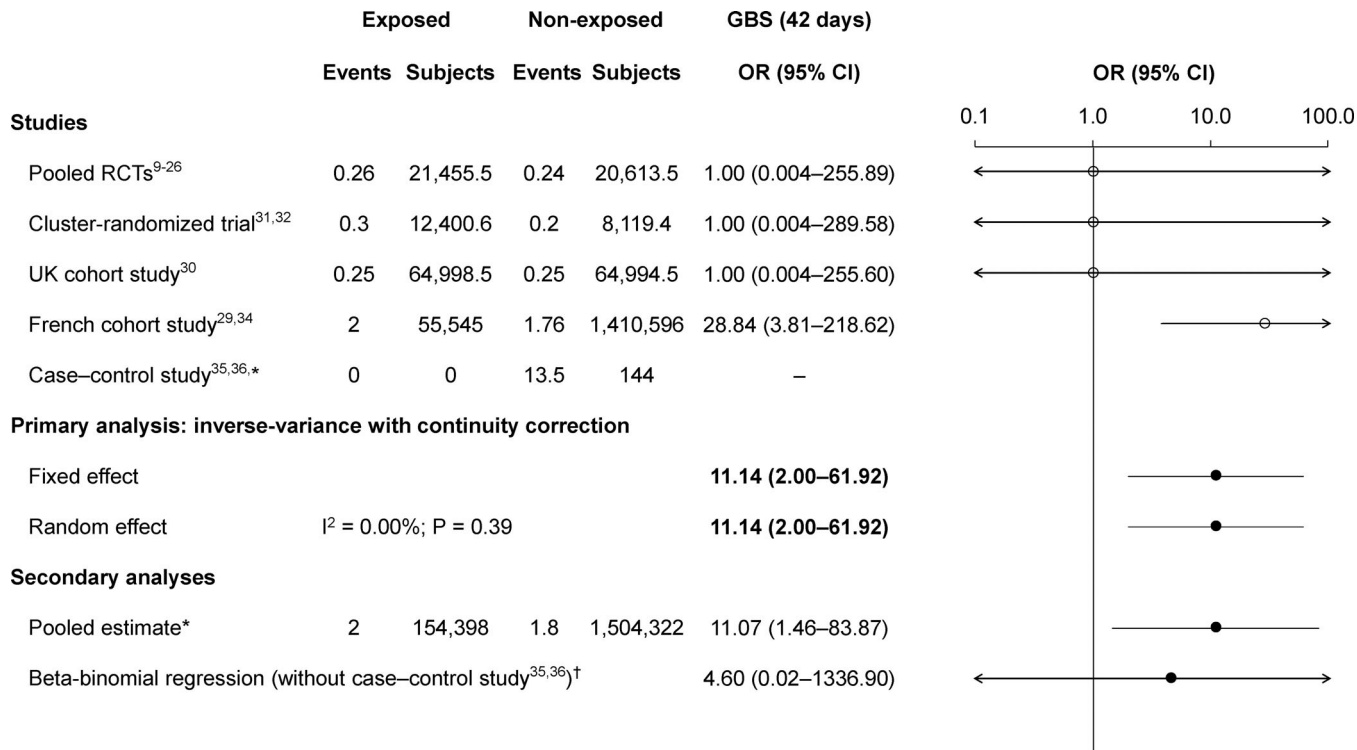 Exposed Non-exposed GBS (42 days)
Events Subjects Events Subjects OR (95% CI) OR (95% CI)
Studies 0.1 1.0 10.0 100.0
Pooled RCTs9-26 0.26 21,455.5 0.24 20,613.5 1.00 (0.004–255.89)
Cluster-randomized trial31,32 0.3 12,400.6 0.2 8,119.4 1.00 (0.004–289.58)
UK cohort study30 0.25 64,998.5 0.25 64,994.5 1.00 (0.004–255.60)
French cohort study29,34 2 55,545 1.76 1,410,596 28.84 (3.81–218.62)
Case–control study35,36,* 0 0 13.5 144 –
Primary analysis: inverse-variance with continuity correction
Fixed effect 11.14 (2.00–61.92)
Random effect I2 = 0.00%; P = 0.39 11.14 (2.00–61.92)
Secondary analyses
Pooled estimate* 2 154,398 1.8 1,504,322 11.07 (1.46–83.87)
Beta-binomial regression (without case–control study35,36)† 4.60 (0.02–1336.90)